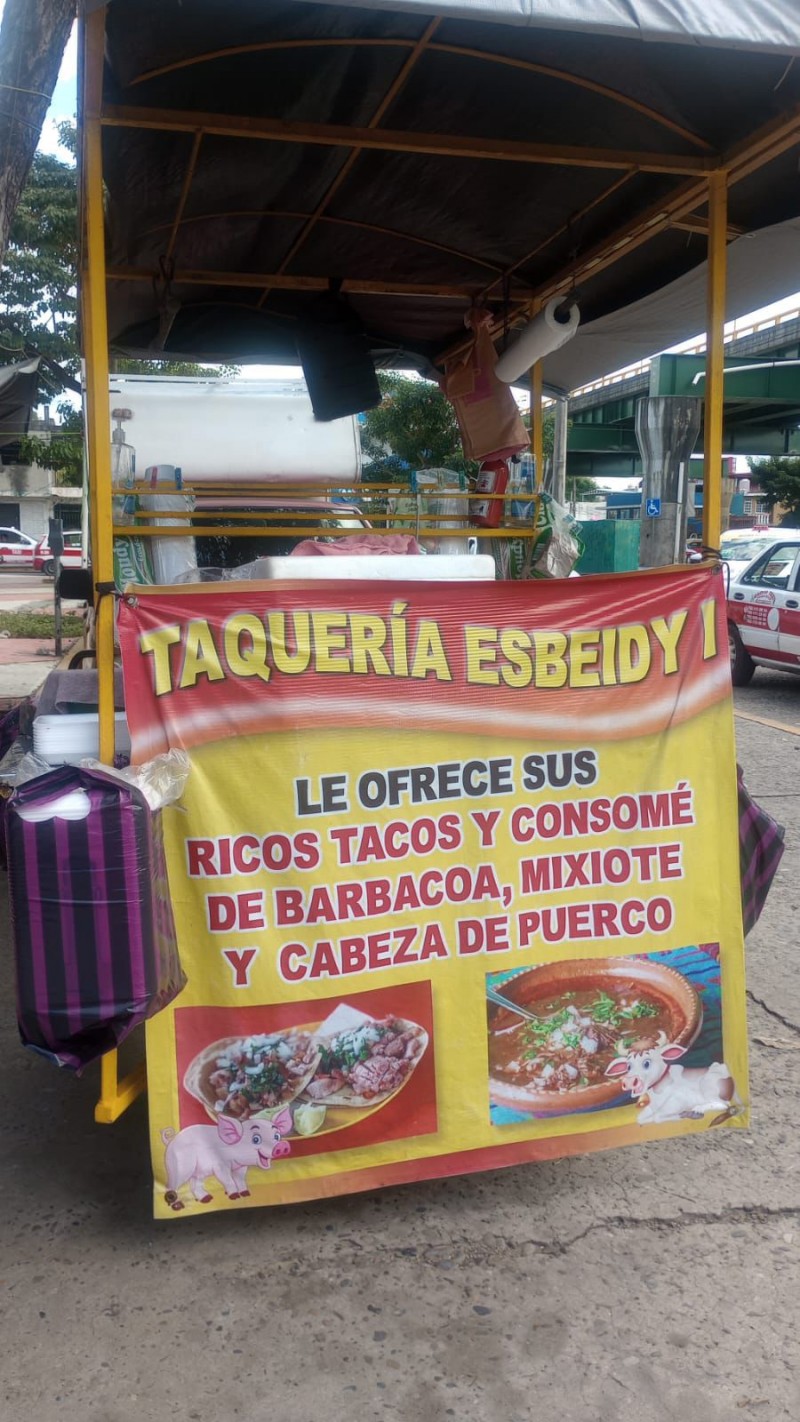 TAQUERÍA ESBEIDY I
LE OFRECE SUS
RICOS TACOS Y CONSOMÉ
DE BARBACOA, MIXIOTE
Y CABEZA DE PUERCO